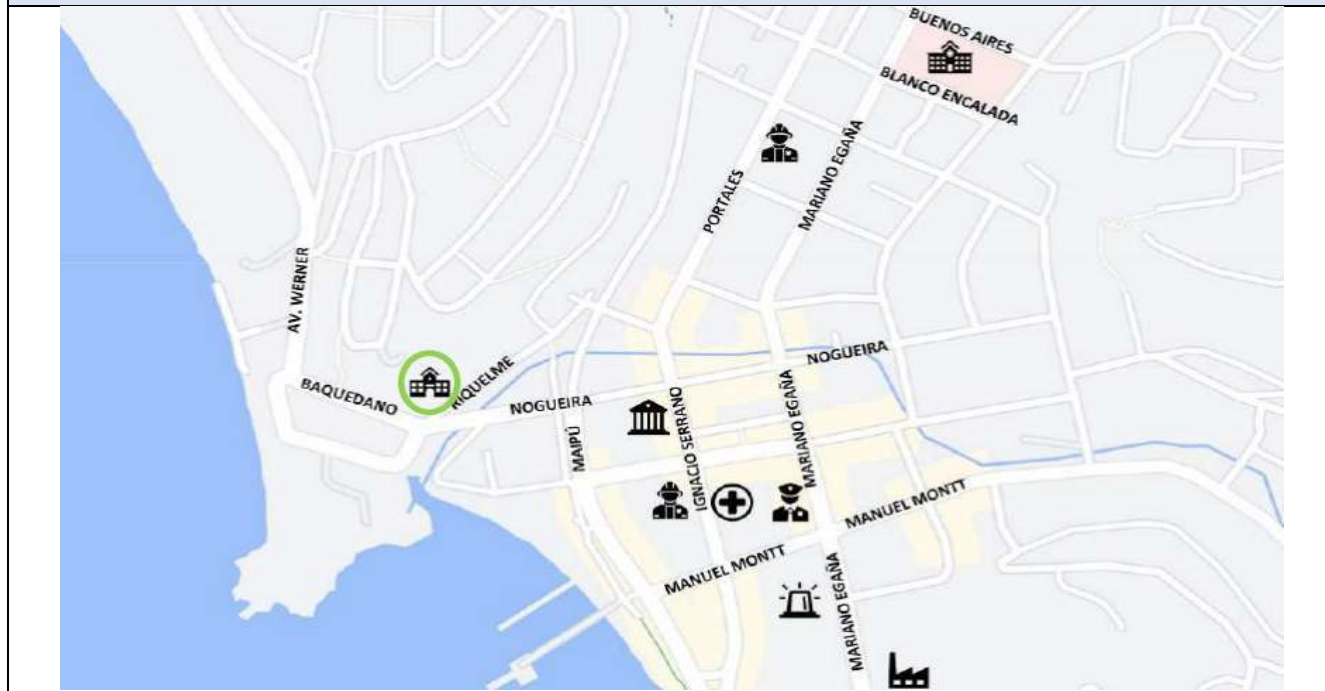 BUENOS AIRES
BLANCO ENCALADA
MARIANO EGAÑA
PORTALES
AV. WERNER
NOGUEIRA
RIQUELME
BAQUEDANO
NOGUEIRA
IGNACIO SERRANO
MARIANO EGAÑA
MAIPÚ
MANUEL MONTT
MANUEL MONTT
MARIANO EGAÑA